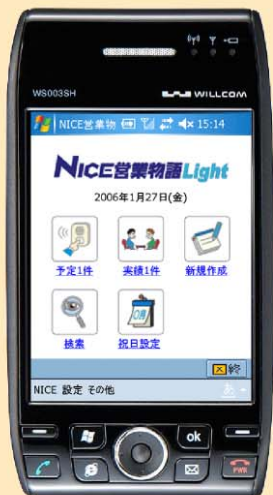 WS003SH
WILLCOM
NICE営業物 15:14
NICE営業物語Light
2006年1月27日(金)
予定1件 実績1件 新規作成
検索 祝日設定
終
NICE 設定 その他 あ
ok
PWR